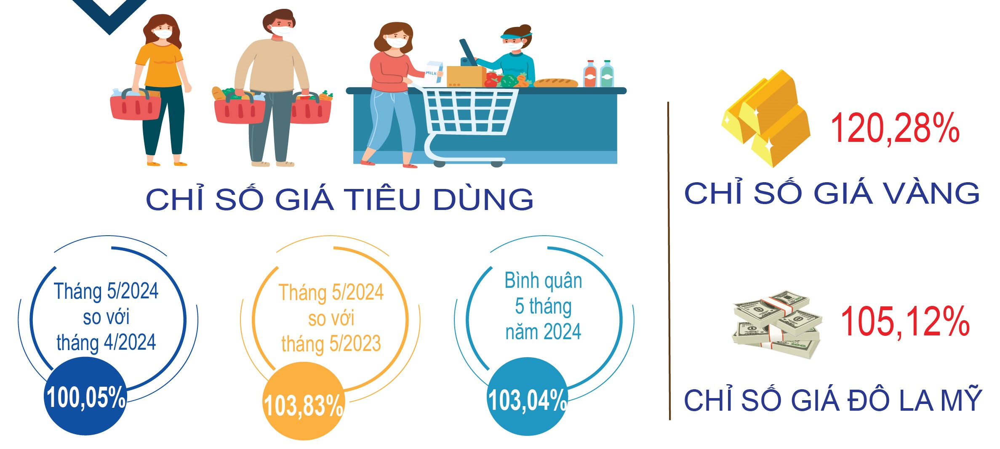 MILK
CHỈ SỐ GIÁ TIÊU DÙNG
Tháng 5/2024
so với
tháng 4/2024
100,05%
Tháng 5/2024
so với
tháng 5/2023
103,83%
Bình quân
5 tháng
năm 2024
103,04%
120,28%
CHỈ SỐ GIÁ VÀNG
105,12%
CHỈ SỐ GIÁ ĐÔ LA MỸ